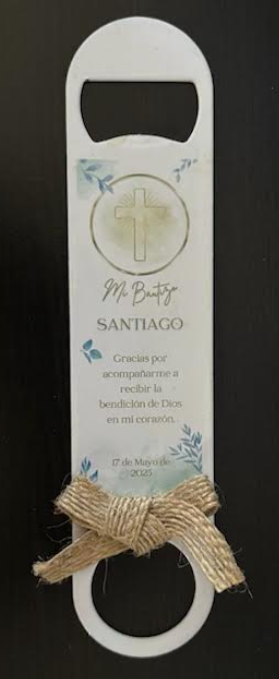 Mi Bautizo
SANTIAGO
Gracias por
acompañarme a
recibir la
bendición de Dios
en mi corazón.
17 de Mayo de
2025